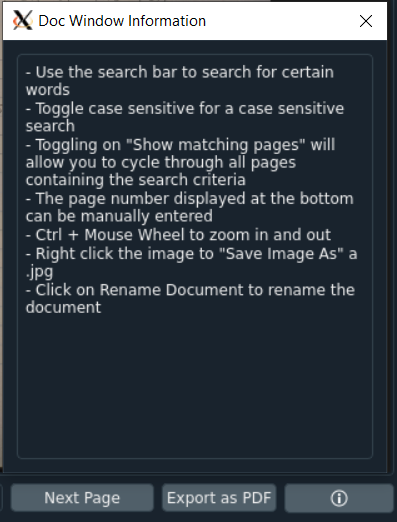 Doc Window Information
- Use the search bar to search for certain
words
- Toggle case sensitive for a case sensitive
search
- Toggling on "Show matching pages" will
allow you to cycle through all pages
containing the search criteria
- The page number displayed at the bottom
can be manually entered
- Ctrl + Mouse Wheel to zoom in and out
- Right click the image to "Save Image As" a
.jpg
- Click on Rename Document to rename the
document
Next Page Export as PDF